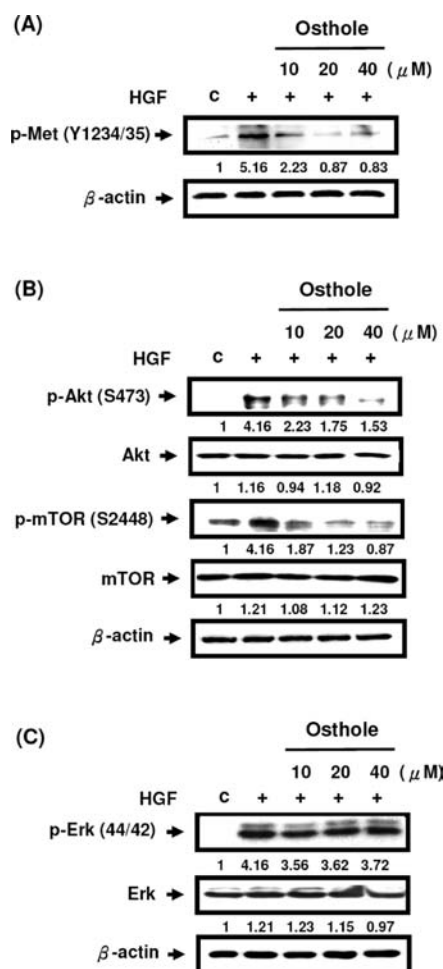 (A)
Osthole
10 20 40 (μM)
HGF C + + + +
p-Met (Y1234/35)
1 5.16 2.23 0.87 0.83
β-actin
(B)
Osthole
10 20 40 (μM)
HGF C + + + +
p-Akt (S473)
1 4.16 2.23 1.75 1.53
Akt
1 1.16 0.94 1.18 0.92
p-mTOR (S2448)
1 4.16 1.87 1.23 0.87
mTOR
1 1.21 1.08 1.12 1.23
β-actin
(C)
Osthole
10 20 40 (μM)
HGF C + + + +
p-Erk (44/42)
1 4.16 3.56 3.62 3.72
Erk
1 1.21 1.23 1.15 0.97
β-actin